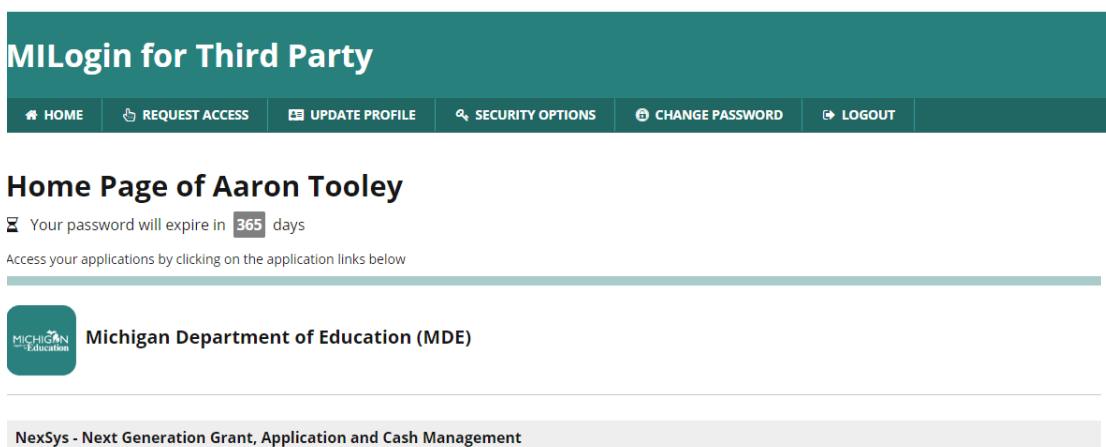 MILogin for Third Party
HOME REQUEST ACCESS UPDATE PROFILE SECURITY OPTIONS CHANGE PASSWORD LOGOUT
Home Page of Aaron Tooley
Your password will expire in 365 days
Access your applications by clicking on the application links below
MICHIGAN
Education
Michigan Department of Education (MDE)
NexSys - Next Generation Grant, Application and Cash Management